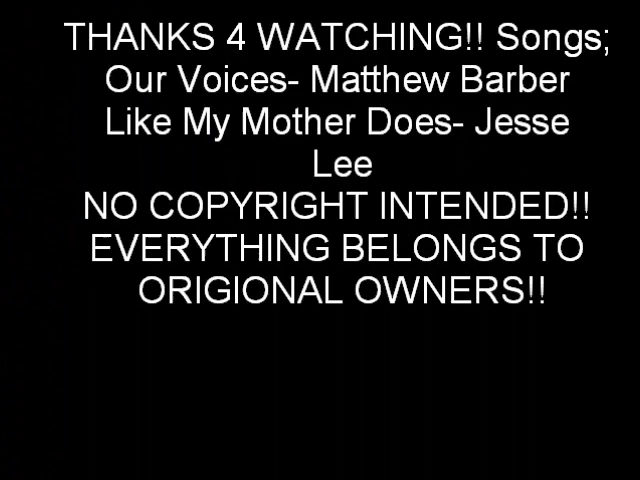 THANKS 4 WATCHING!! Songs;
Our Voices- Matthew Barber
Like My Mother Does- Jesse
Lee
NO COPYRIGHT INTENDED!!
EVERYTHING BELONGS TO
ORIGIONAL OWNERS!!